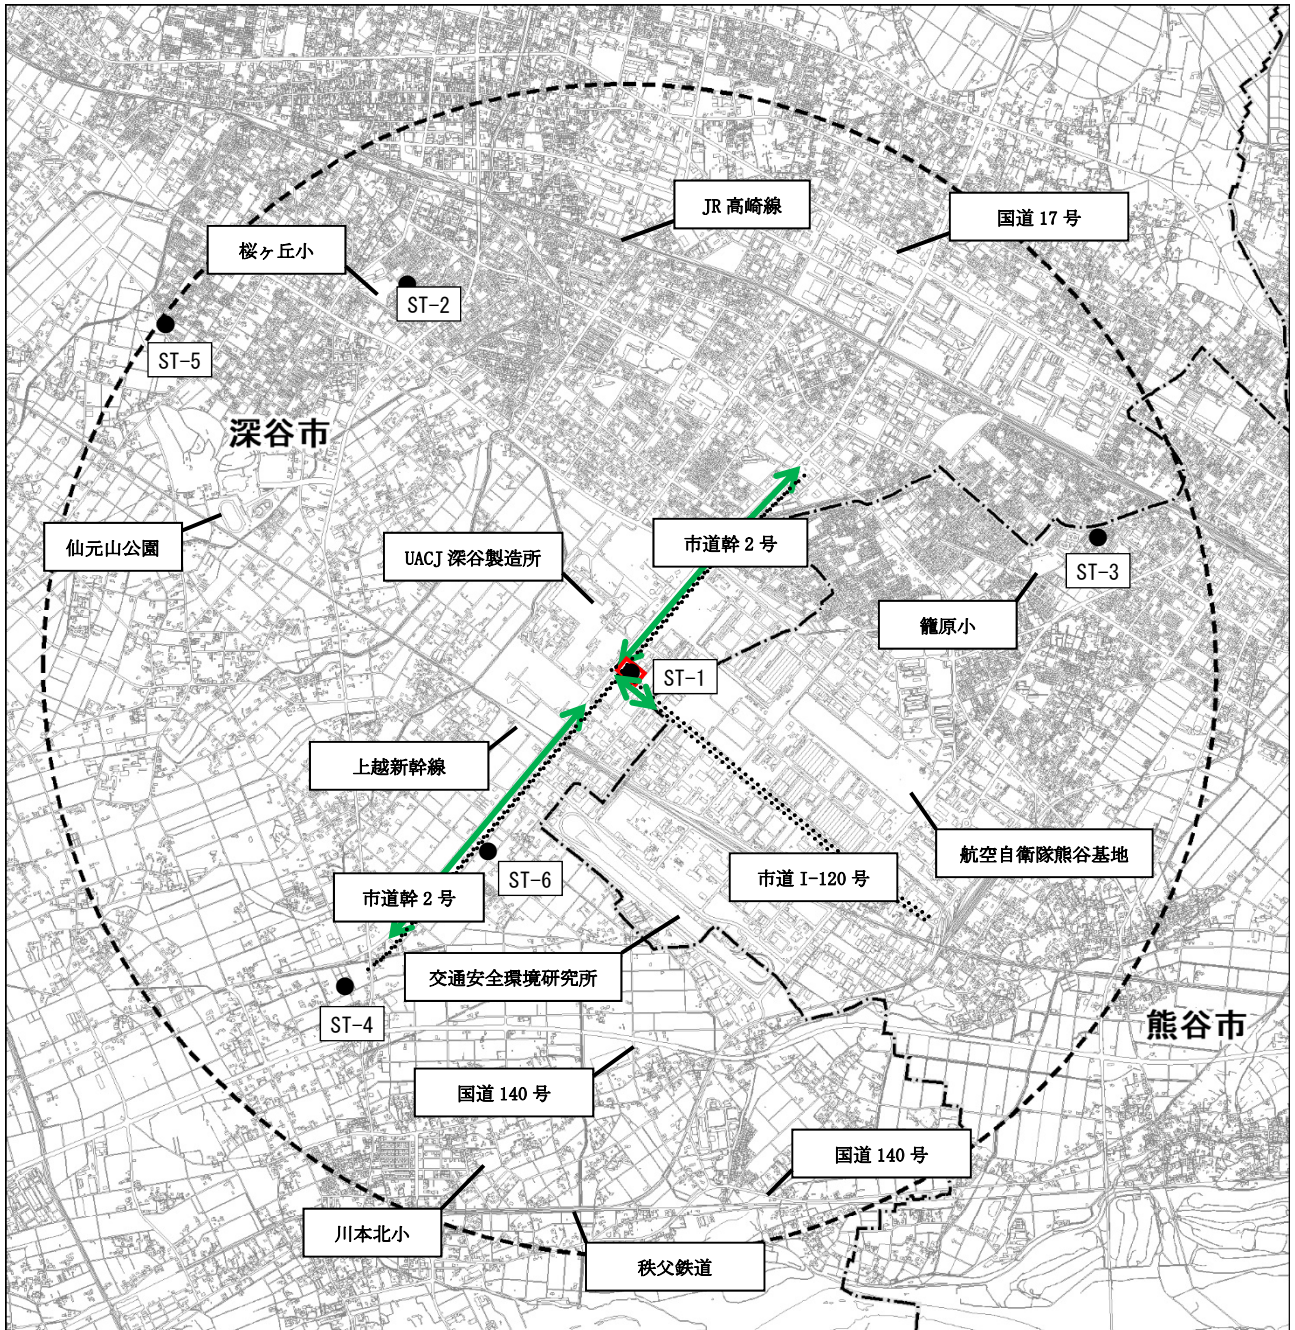 JR 高崎線
国道 17 号
桜ヶ丘小
ST-2
ST-5
深谷市
仙元山公園
UACJ 深谷製造所
市道幹 2 号
ST-3
籠原小
ST-1
上越新幹線
航空自衛隊熊谷基地
市道 I-120 号
ST-6
市道幹 2 号
交通安全環境研究所
ST-4
熊谷市
国道 140 号
国道 140 号
川本北小
秩父鉄道